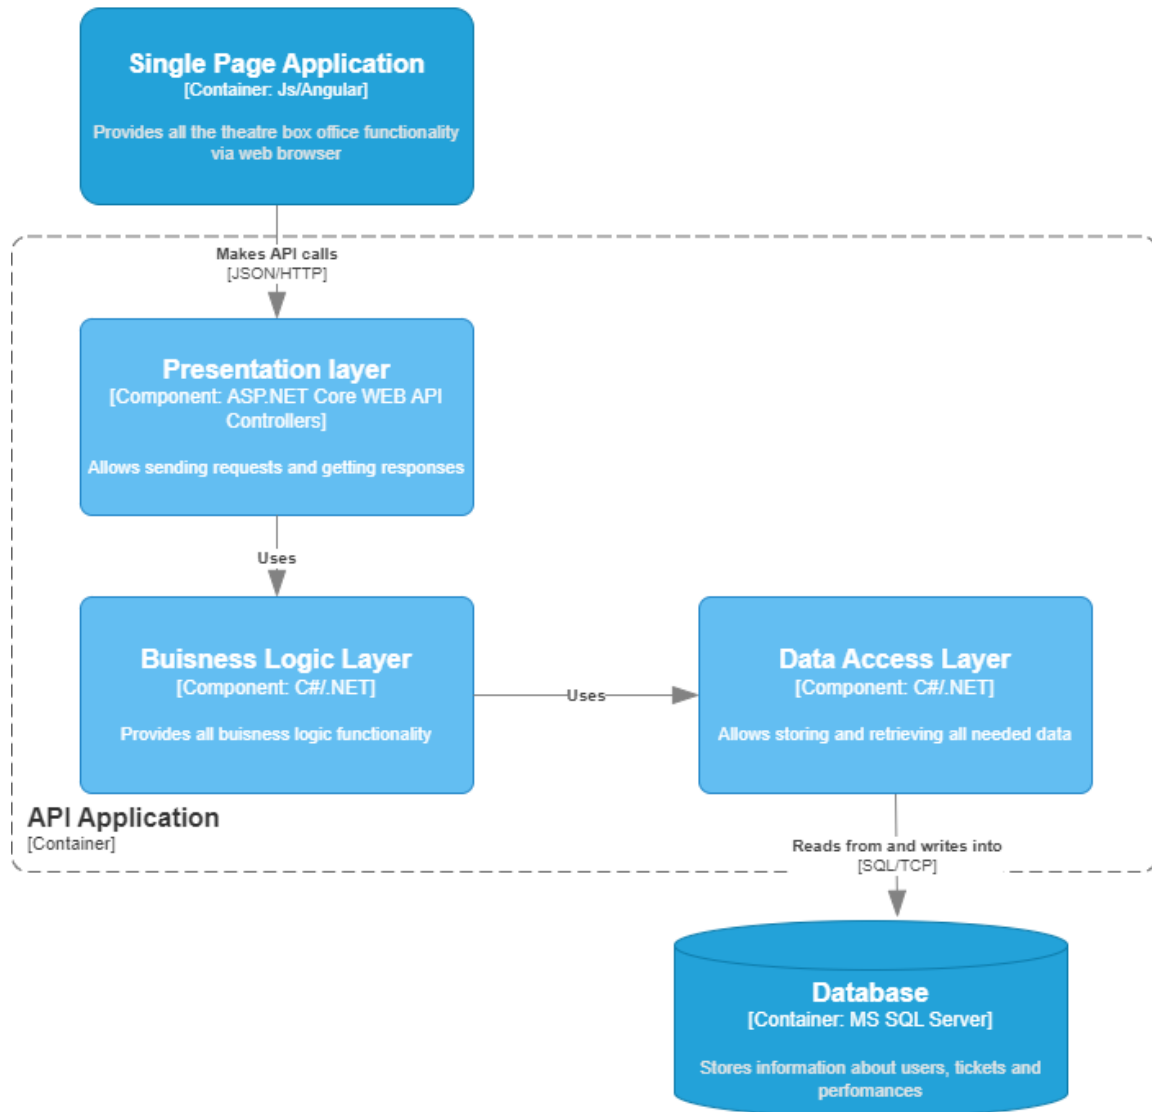 Single Page Application
[Container: Js/Angular]
Provides all the theatre box office functionality
via web browser
Makes API calls
[JSON/HTTP]
Presentation layer
[Component: ASP.NET Core WEB API
Controllers]
Allows sending requests and getting responses
Uses
Buisness Logic Layer
[Component: C#/.NET]
Provides all buisness logic functionality
Uses
Data Access Layer
[Component: C#/.NET]
Allows storing and retrieving all needed data
API Application
[Container]
Reads from and writes into
[SQL/TCP]
Database
[Container: MS SQL Server]
Stores information about users, tickets and
perfomances